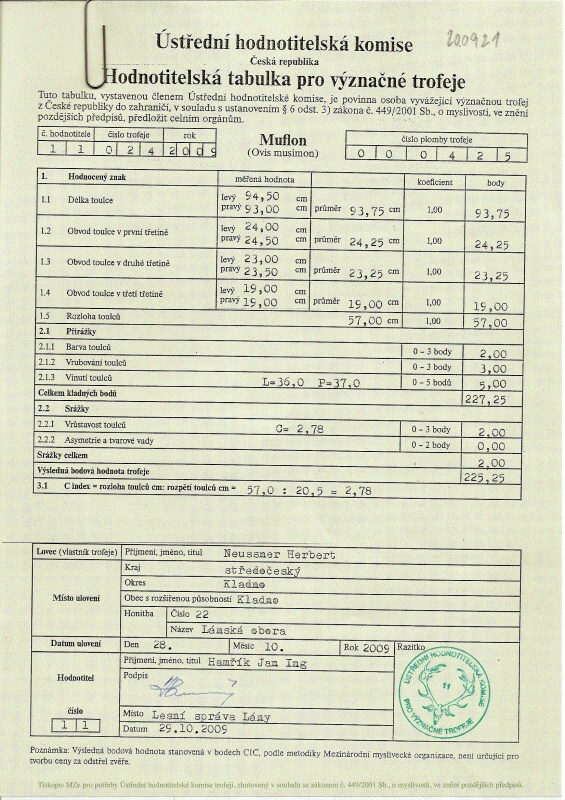 200921
Ústřední hodnotitelská komise
Česká republika
Hodnotitelská tabulka pro význačné trofeje
Tuto tabulku, vystavenou členem Ústřední hodnotitelské komise, je povinna osoba vyvážející význačnou trofej
z České republiky do zahraničí, v souladu s ustanovením § 6 odst. 3) zákona č. 449/2001 Sb., o myslivosti, ve znění
pozdějších předpisů, předložit celním orgánům.
č. hodnotitele číslo trofeje rok
1 1 0 2 4 2009
Muflon
(Ovis musimon)
číslo plomby trofeje
0 0 0 4 2 5
1. Hodnocený znak měřená hodnota koeficient body
1.1 Délka toulce levý 94,50 cm
pravý 93,00 cm průměr 93,75 cm 1,00 93,75
1.2 Obvod toulce v první třetině levý 24,00 cm
pravý 24,50 cm průměr 24,25 cm 1,00 24,25
1.3 Obvod toulce v druhé třetině levý 23,00 cm
pravý 23,50 cm průměr 23,25 cm 1,00 23,25
1.4 Obvod toulce v třetí třetině levý 19,00 cm
pravý 19,00 cm průměr 19,00 cm 1,00 19,00
1.5 Rozloha toulců 57,00 cm 1,00 57,00
2.1 Přirážky
2.1.1 Barva toulců 0 – 3 body 2,00
2.1.2 Vrubování toulců 0 – 3 body 3,00
2.1.3 Vinutí toulců L=36,0 P=37,0 0 – 5 bodů 5,00
Celkem kladných bodů 227,25
2.2 Srážky
2.2.1 Vrůstavost toulců C= 2,78 0 – 3 body 2,00
2.2.2 Asymetrie a tvarové vady 0 – 2 body 0,00
Srážky celkem 2,00
Výsledná bodová hodnota trofeje 225,25
3.1 C index = rozloha toulců cm: rozpětí toulců cm = 57,0 : 20,5 = 2,78
Lovec (vlastník trofeje) Příjmení, jméno, titul Neussner Herbert
Místo ulovení
Kraj středočeský
Okres Kladno
Obec s rozšířenou působností Kladno
Honitba Číslo 22
Název Lánská obora
Datum ulovení Den 28. Měsíc 10. Rok 2009 Razítko
Hodnotitel
Příjmení, jméno, titul Hamřík Jan Ing
Podpis
číslo
1 1
Místo Lesní správa Lány
Datum 29.10.2009
ÚSTŘEDNÍ HODNOTITELSKÁ KOMISE
11
PRO VÝZNAČNÉ TROFEJE
Poznámka: Výsledná bodová hodnota stanovená v bodech CIC, podle metodiky Mezinárodní myslivecké organizace, není určující pro
tvorbu ceny za odstřel zvěře.
Tiskopis MZe pro potřeby Ústřední hodnotitelské komise trofejí, zhotovený v souladu se zákonem č. 449/2001 Sb., o myslivosti, ve znění pozdějších předpisů.